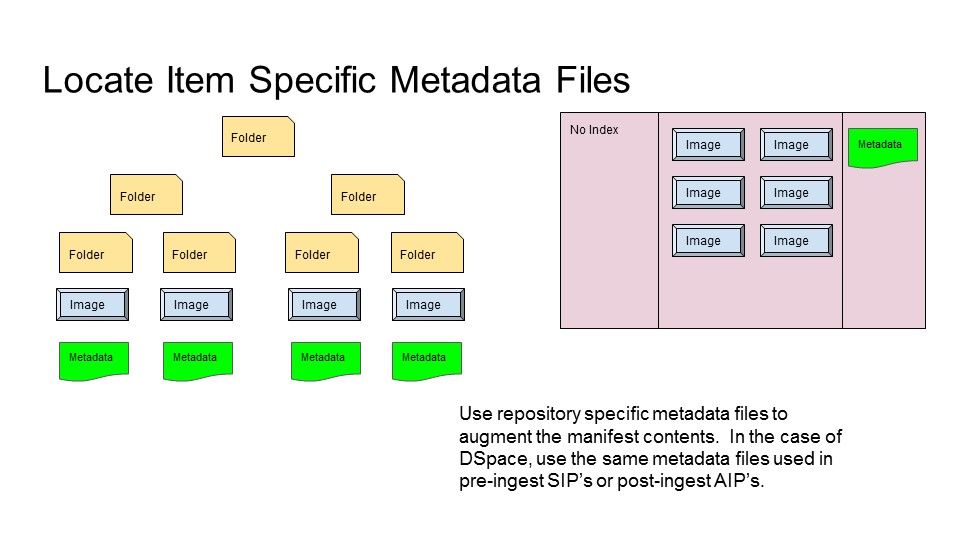 Locate Item Specific Metadata Files
Folder
Folder
Folder
Folder
Folder
Folder
Folder
Image
Image
Image
Image
Metadata
Metadata
Metadata
Metadata
No Index
Image
Image
Metadata
Image
Image
Image
Image
Use repository specific metadata files to
augment the manifest contents.  In the case of
DSpace, use the same metadata files used in
pre-ingest SIP’s or post-ingest AIP’s.